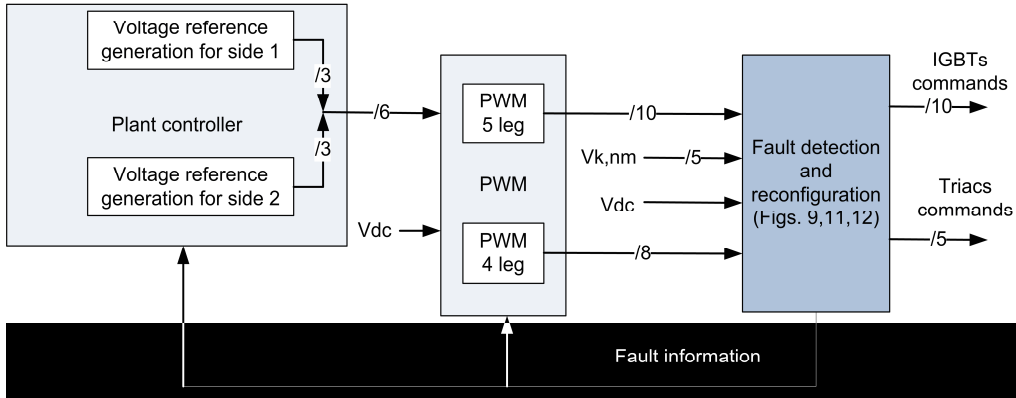 Voltage reference
generation for side 1
/3
Plant controller
/3
Voltage reference
generation for side 2
/6
Vdc
PWM
5 leg
PWM
PWM
4 leg
/10
Vk,nm
/5
Vdc
/8
Fault detection
and
reconfiguration
(Figs. 9,11,12)
IGBTs
commands
/10
Triacs
commands
/5
Fault information